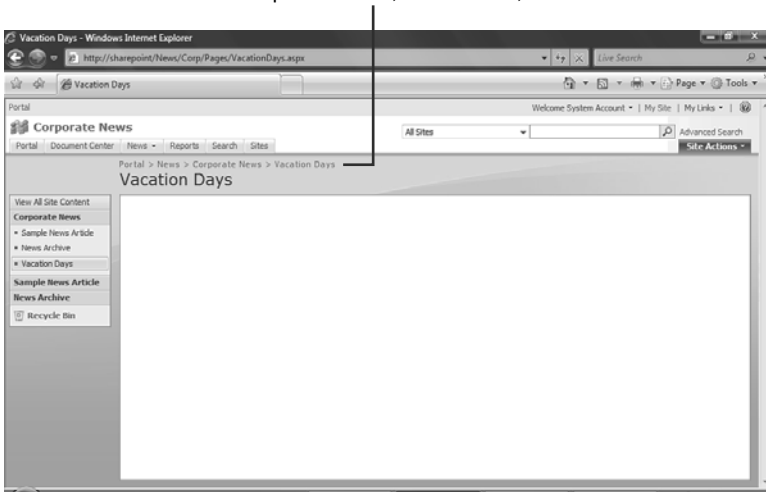 Vacation Days - Windows Internet Explorer
http://sharepoint/News/Corp/Pages/VacationDays.aspx
Live Search
Vacation Days
Page Tools
Portal
Welcome System Account | My Site | My Links |
Corporate News
All Sites
Advanced Search
Portal Document Center News Reports Search Sites
Site Actions
Portal > News > Corporate News > Vacation Days
Vacation Days
View All Site Content
Corporate News
Sample News Article
News Archive
Vacation Days
Sample News Article
News Archive
Recycle Bin